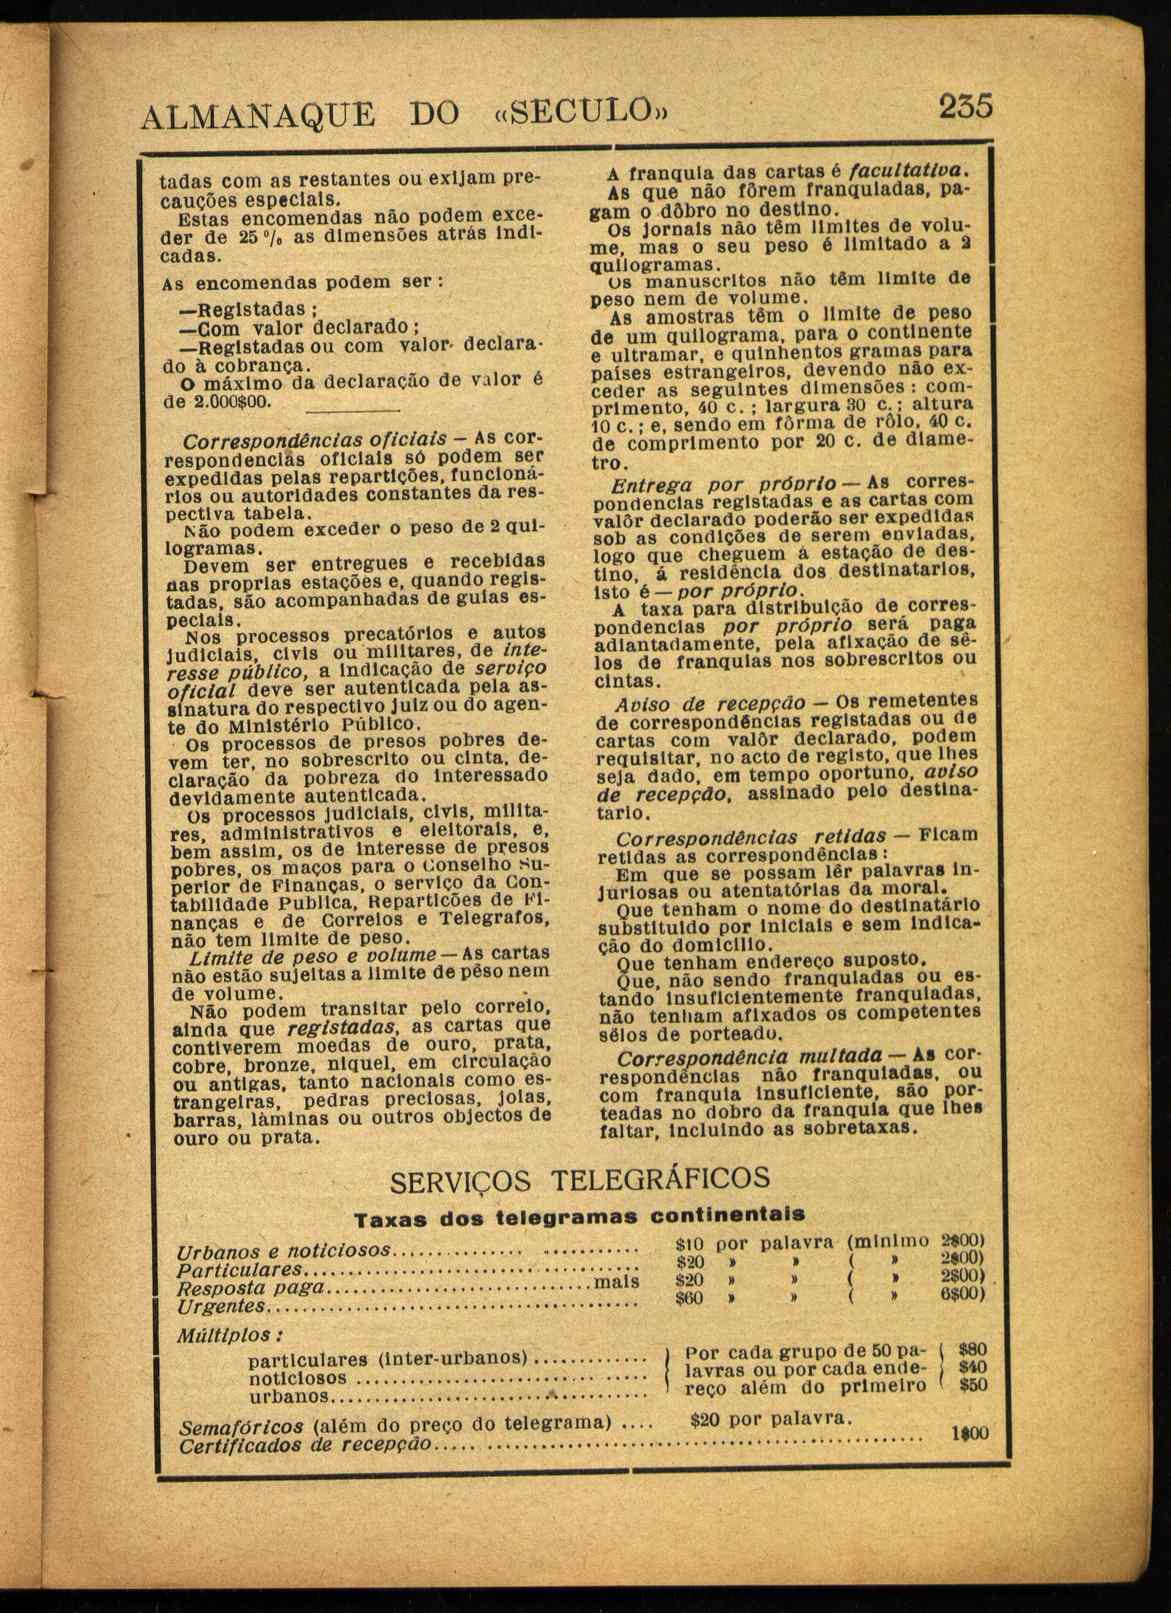 ALMANAQUE DO «SECULO»
235
tadas com as restantes ou exijam pre-
cauções especiais.
Estas encomendas não podem exce-
der de 25 % as dimensões atrás indi-
cadas.
As encomendas podem ser :
—Registadas ;
—Com valor declarado ;
—Registadas ou com valor declara-
do à cobrança.
O máximo da declaração de valor é
de 2.000$00.
Correspondências oficiais — As cor-
respondencias oficiais só podem ser
expedidas pelas repartições, funcioná-
rios ou autoridades constantes da res-
pectiva tabela.
Não podem exceder o peso de 2 qui-
logramas.
Devem ser entregues e recebidas
nas proprias estações e, quando regis-
tadas, são acompanhadas de guias es-
peciais.
Nos processos precatórios e autos
judiciais, civis ou militares, de inte-
resse público, a indicação de serviço
oficial deve ser autenticada pela as-
sinatura do respectivo juiz ou do agen-
te do Ministério Público.
Os processos de presos pobres de-
vem ter, no sobrescrito ou cinta, de-
claração da pobreza do interessado
devidamente autenticada.
Os processos judiciais, civis, milita-
res, administrativos e eleitorais, e,
bem assim, os de interesse de presos
pobres, os maços para o Conselho Su-
perior de Finanças, o serviço da Con-
tabilidade Publica, Reparticões de Fi-
nanças e de Correios e Telegrafos,
não tem limite de peso.
Limite de peso e volume — As cartas
não estão sujeitas a limite de pêso nem
de volume.
Não podem transitar pelo correio,
ainda que registadas, as cartas que
contiverem moedas de ouro, prata,
cobre, bronze, niquel, em circulação
ou antigas, tanto nacionais como es-
trangeiras, pedras preciosas, joias,
barras, làminas ou outros objectos de
ouro ou prata.
A franquia das cartas é facultativa.
As que não fôrem franquiadas, pa-
gam o dôbro no destino.
Os jornais não têm limites de volu-
me, mas o seu peso é limitado a 2
quilogramas.
Os manuscritos não têm limite de
peso nem de volume.
As amostras têm o limite de peso
de um quilograma, para o continente
e ultramar, e quinhentos gramas para
países estrangeiros, devendo não ex-
ceder as seguintes dimensões : com-
primento, 40 c. ; largura 30 c. ; altura
10 c. ; e, sendo em fôrma de rôlo, 40 c.
de comprimento por 20 c. de diame-
tro.
Entrega por próprio — As corres-
pondencias registadas e as cartas com
valôr declarado poderão ser expedidas
sob as condições de serem enviadas,
logo que cheguem á estação de des-
tino, á residência dos destinatarios,
isto é — por próprio.
A taxa para distribuição de corres-
pondencias por próprio será paga
adiantadamente, pela afixação de sê-
los de franquias nos sobrescritos ou
cintas.
Aviso de recepção — Os remetentes
de correspondências registadas ou de
cartas com valôr declarado, podem
requisitar, no acto de registo, que lhes
seja dado, em tempo oportuno, aviso
de recepção, assinado pelo destina-
tario.
Correspondências retidas — Ficam
retidas as correspondências :
Em que se possam lêr palavras in-
juriosas ou atentatórias da moral.
Que tenham o nome do destinatário
substituido por iniciais e sem indica-
ção do domicilio.
Que tenham endereço suposto.
Que, não sendo franquiadas ou es-
tando insuficientemente franquiadas,
não tenham afixados os competentes
sêlos de porteado.
Correspondência multada — As cor-
respondências não franquiadas, ou
com franquia insuficiente, são por-
teadas no dobro da franquia que lhes
faltar, incluindo as sobretaxas.
SERVIÇOS TELEGRÁFICOS
Taxas dos telegramas continentais
Urbanos e noticiosos.................. $10 por palavra (minimo 2$00)
Particulares.................. $20 » » ( » 2$00)
Resposta paga..................mais $20 » » ( » 2$00)
Urgentes.................. $60 » » ( » 6$00)
Múltiplos :
particulares (inter-urbanos) ............. } Por cada grupo de 50 pa- { $80
noticiosos .................. } lavras ou por cada ende- { $40
urbanos.................. } reço além do primeiro { $50
Semafóricos (além do preço do telegrama) .... $20 por palavra.
Certificados de recepção.................. 1$00